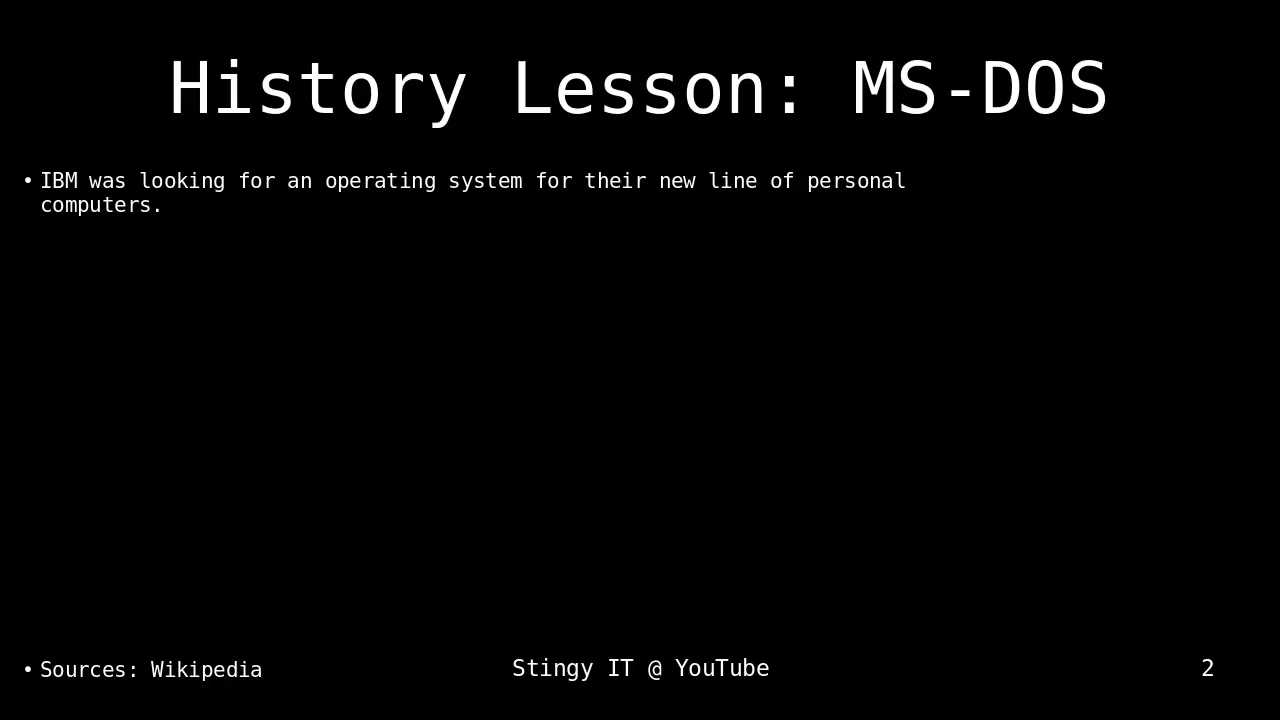 History Lesson: MS-DOS
• IBM was looking for an operating system for their new line of personal
computers.
• Sources: Wikipedia
Stingy IT @ YouTube
2